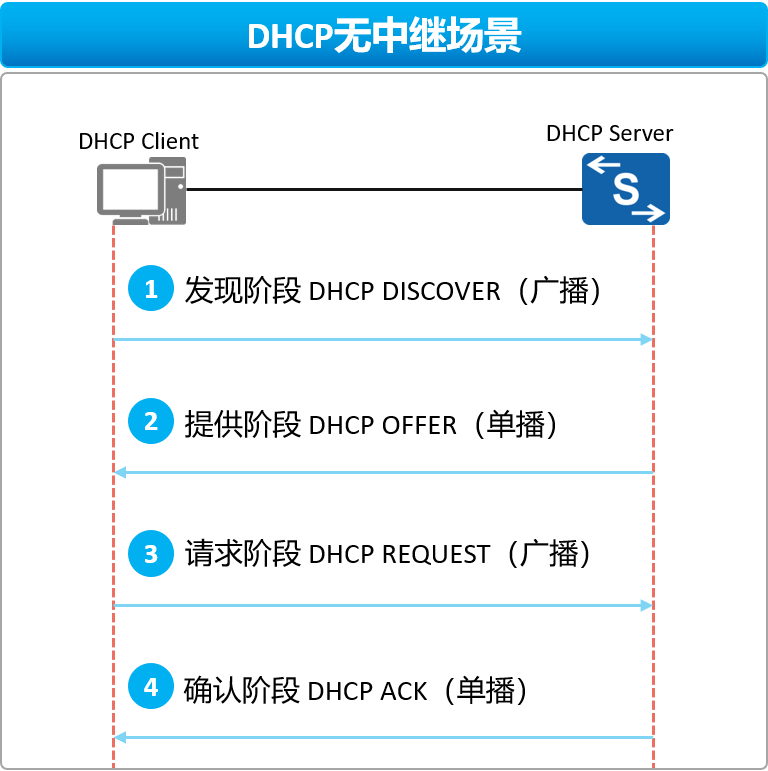 DHCP无中继场景
DHCP Client
DHCP Server
S
1 发现阶段 DHCP DISCOVER（广播）
2 提供阶段 DHCP OFFER（单播）
3 请求阶段 DHCP REQUEST（广播）
4 确认阶段 DHCP ACK（单播）